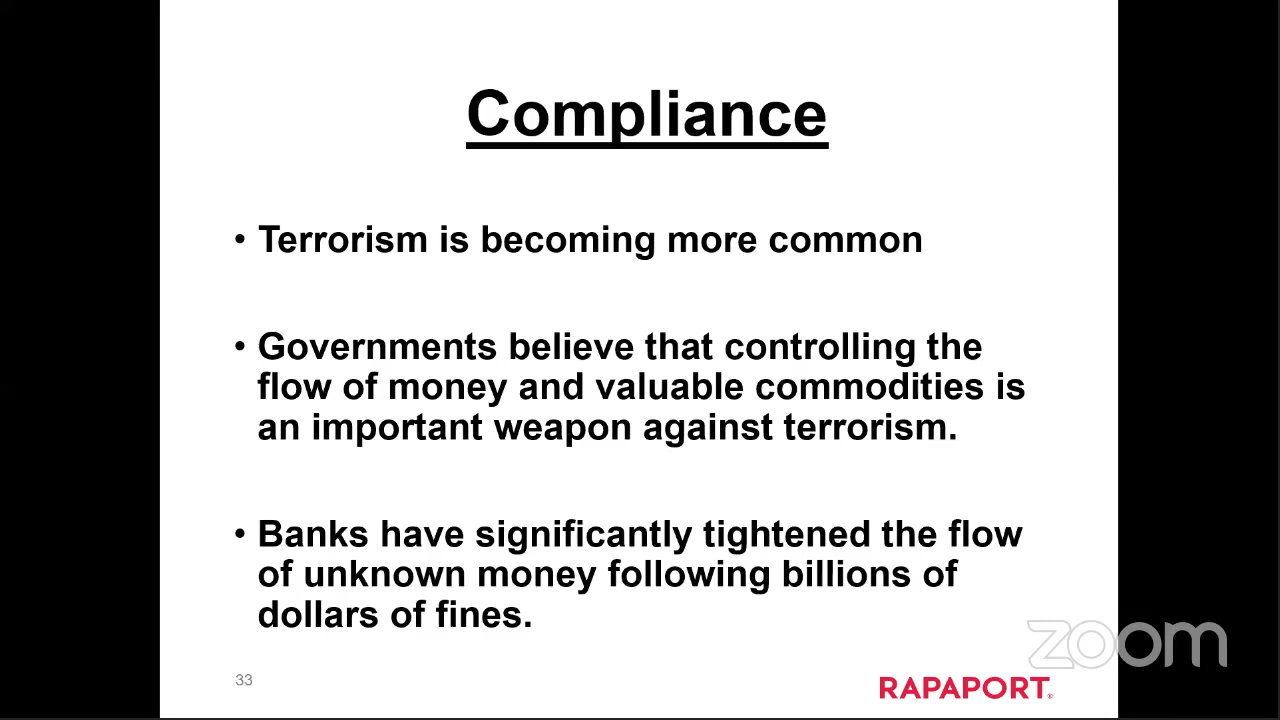 Compliance
• Terrorism is becoming more common
• Governments believe that controlling the
flow of money and valuable commodities is
an important weapon against terrorism.
• Banks have significantly tightened the flow
of unknown money following billions of
dollars of fines.
zoom
33
RAPAPORT®